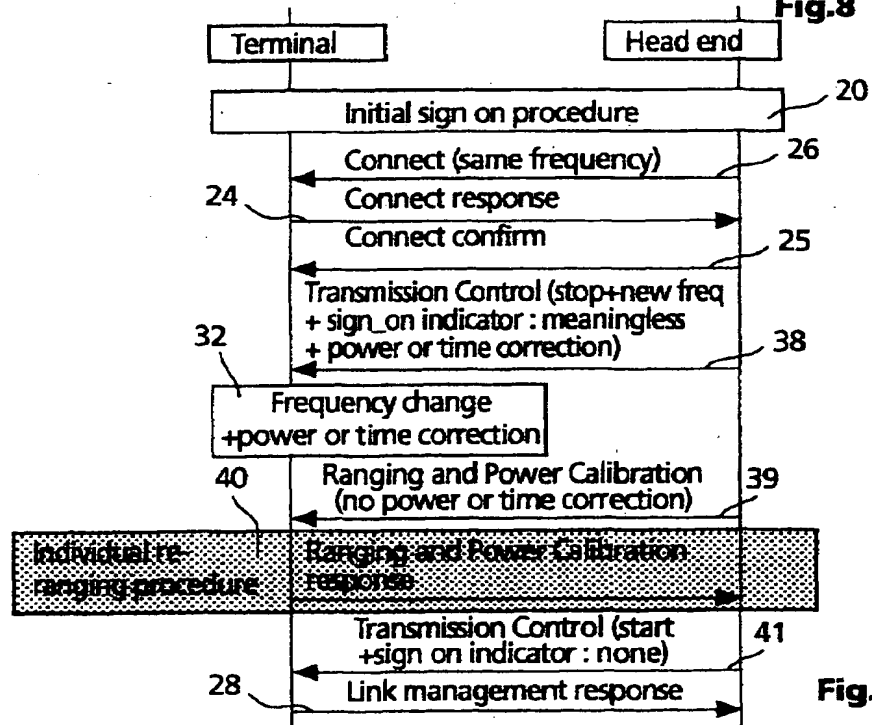 Fig.8
Terminal
Head end
Initial sign on procedure
20
Connect (same frequency)
26
Connect response
24
Connect confirm
25
Transmission Control (stop+new freq
+ sign_on indicator : meaningless
+ power or time correction)
38
32
Frequency change
+power or time correction
Ranging and Power Calibration
(no power or time correction)
39
40
Individual re-
ranging procedure
Ranging and Power Calibration
response
Transmission Control (start
+sign on indicator : none)
41
Link management response
28
Fig.